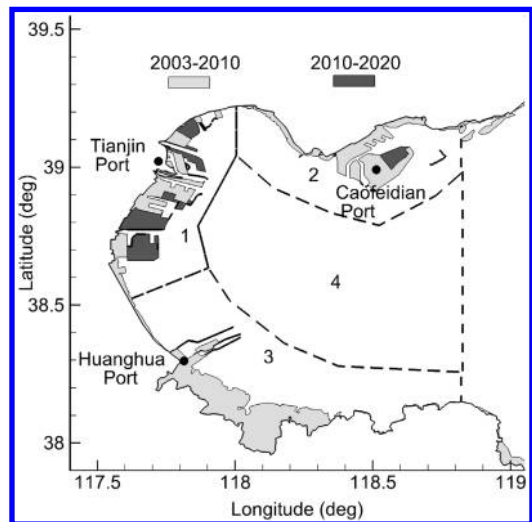 39.5
2003-2010
2010-2020
Tianjin
Port
39
2
Caofeidian
Port
1
4
38.5
3
Huanghua
Port
38
Latitude (deg)
117.5
118
118.5
119
Longitude (deg)